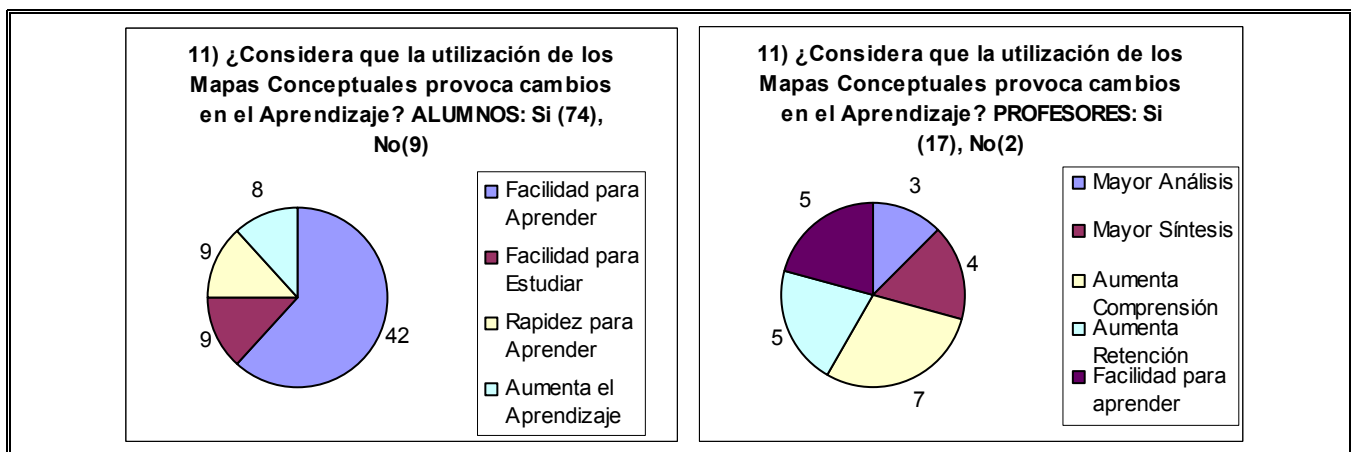 11) ¿Considera que la utilización de los
Mapas Conceptuales provoca cambios
en el Aprendizaje? ALUMNOS: Si (74),
No(9)
8
9
9
42
Facilidad para
Aprender
Facilidad para
Estudiar
Rapidez para
Aprender
Aumenta el
Aprendizaje
11) ¿Considera que la utilización de los
Mapas Conceptuales provoca cambios
en el Aprendizaje? PROFESORES: Si
(17), No(2)
5
3
4
5
7
Mayor Análisis
Mayor Síntesis
Aumenta
Comprensión
Aumenta
Retención
Facilidad para
aprender